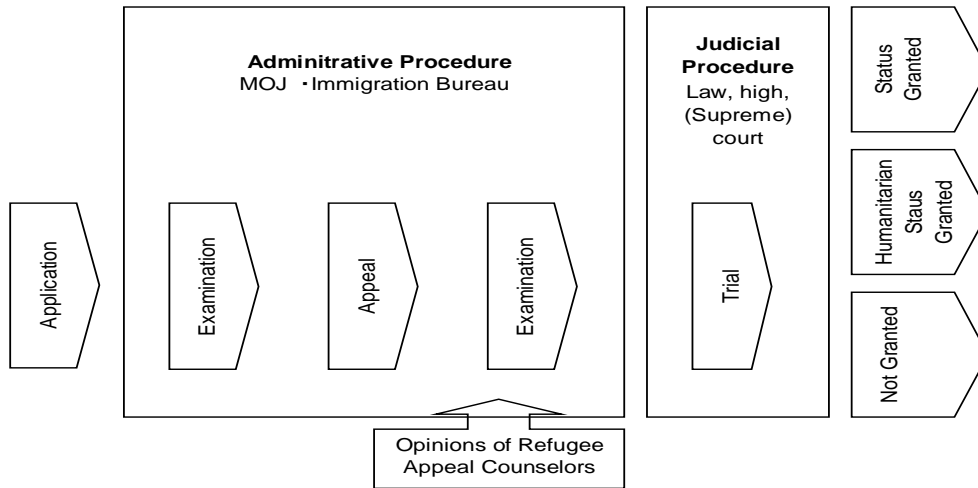 Adminitrative Procedure
MOJ ・Immigration Bureau
Judicial
Procedure
Law, high,
(Supreme)
court
Application
Examination
Appeal
Examination
Trial
Status
Granted
Humanitarian
Staus
Granted
Not Granted
Opinions of Refugee
Appeal Counselors